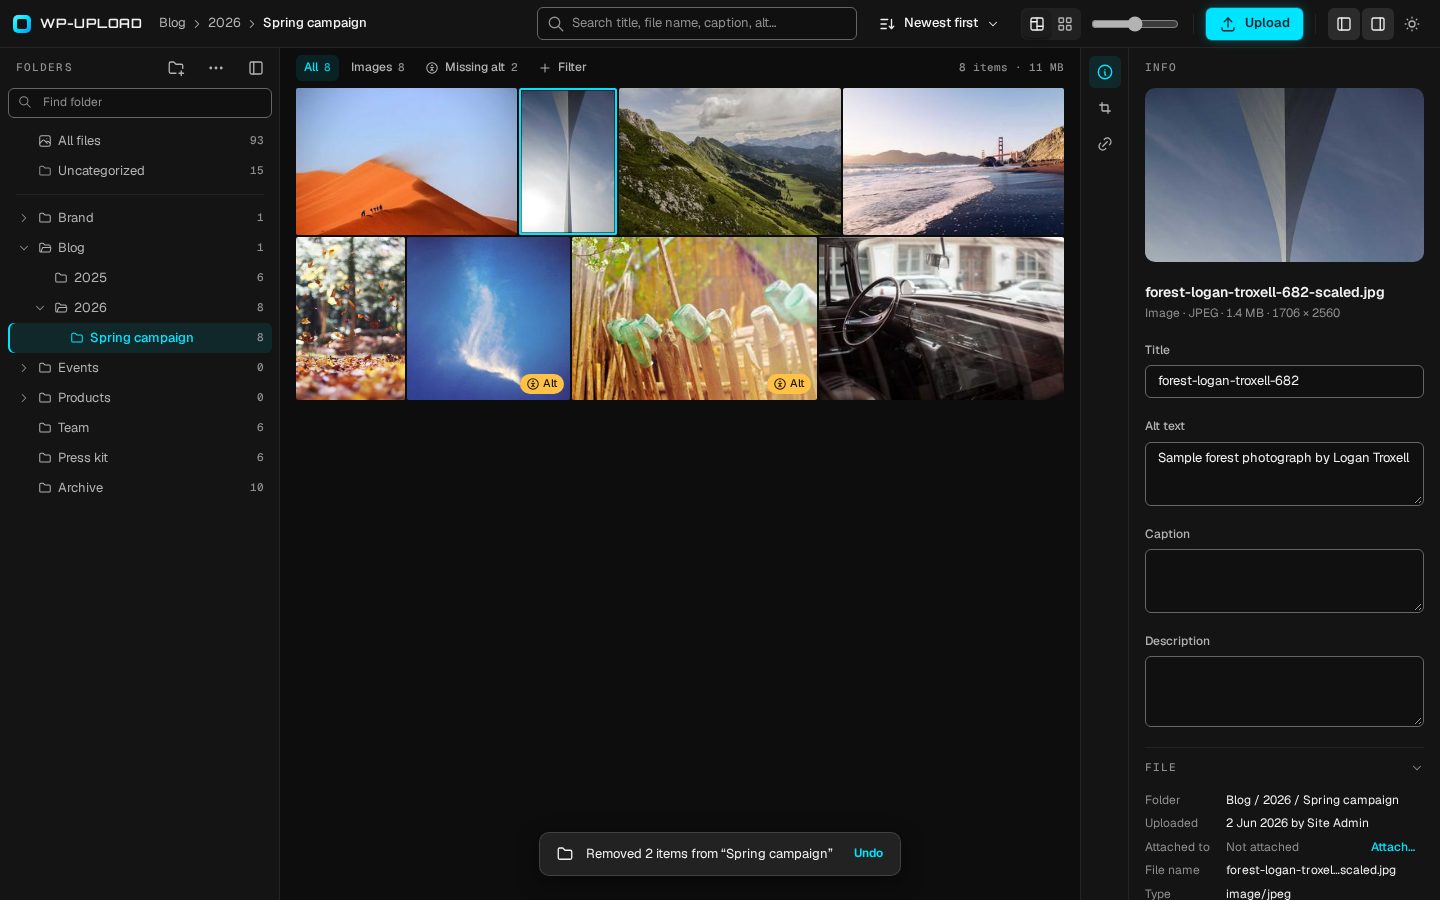 WP-UPLOAD
Blog > 2026 > Spring campaign
Search title, file name, caption, alt...
Newest first
Upload
FOLDERS
Find folder
All files 93
Uncategorized 15
Brand 1
Blog 1
2025 6
2026 8
Spring campaign 8
Events 0
Products 0
Team 6
Press kit 6
Archive 10
All 8
Images 8
Missing alt 2
Filter
8 items · 11 MB
Alt
Alt
Removed 2 items from “Spring campaign”
Undo
INFO
forest-logan-troxell-682-scaled.jpg
Image · JPEG · 1.4 MB · 1706 × 2560
Title
forest-logan-troxell-682
Alt text
Sample forest photograph by Logan Troxell
Caption
Description
FILE
Folder Blog / 2026 / Spring campaign
Uploaded 2 Jun 2026 by Site Admin
Attached to Not attached Attach...
File name forest-logan-troxel...scaled.jpg
Type image/jpeg